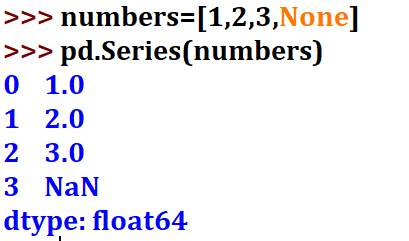 >>> numbers=[1,2,3,None]
>>> pd.Series(numbers)
0 1.0
1 2.0
2 3.0
3 NaN
dtype: float64